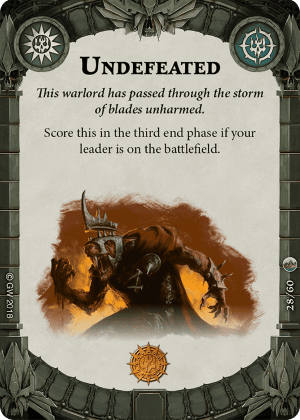 UNDEFEATED
This warlord has passed through the storm
of blades unharmed.
Score this in the third end phase if your
leader is on the battlefield.
© GW 2018
28/60